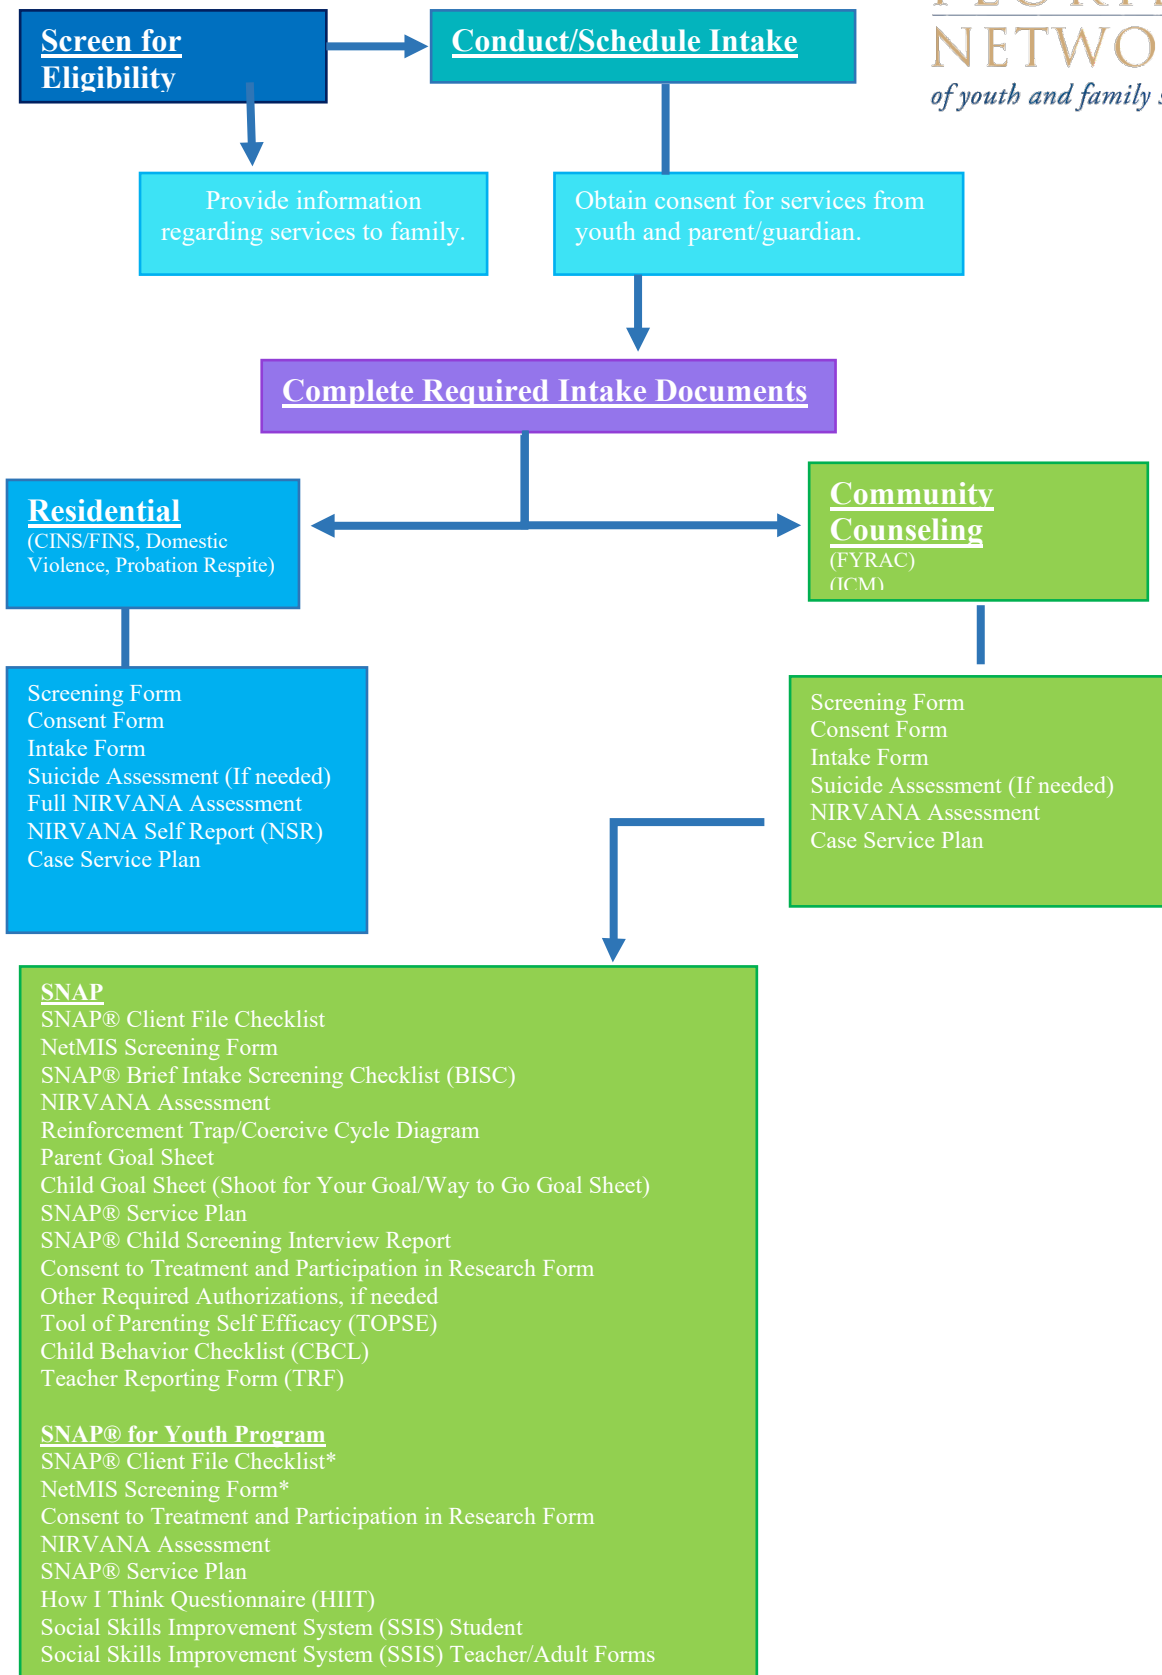 Screen for
Eligibility
Conduct/Schedule Intake
NETWO
of youth and family s
Provide information
regarding services to family.
Obtain consent for services from
youth and parent/guardian.
Complete Required Intake Documents
Residential
(CINS/FINS, Domestic
Violence, Probation Respite)
Community
Counseling
(FYRAC)
(ICM)
Screening Form
Consent Form
Intake Form
Suicide Assessment (If needed)
Full NIRVANA Assessment
NIRVANA Self Report (NSR)
Case Service Plan
Screening Form
Consent Form
Intake Form
Suicide Assessment (If needed)
NIRVANA Assessment
Case Service Plan
SNAP
SNAP® Client File Checklist
NetMIS Screening Form
SNAP® Brief Intake Screening Checklist (BISC)
NIRVANA Assessment
Reinforcement Trap/Coercive Cycle Diagram
Parent Goal Sheet
Child Goal Sheet (Shoot for Your Goal/Way to Go Goal Sheet)
SNAP® Service Plan
SNAP® Child Screening Interview Report
Consent to Treatment and Participation in Research Form
Other Required Authorizations, if needed
Tool of Parenting Self Efficacy (TOPSE)
Child Behavior Checklist (CBCL)
Teacher Reporting Form (TRF)
SNAP® for Youth Program
SNAP® Client File Checklist*
NetMIS Screening Form*
Consent to Treatment and Participation in Research Form
NIRVANA Assessment
SNAP® Service Plan
How I Think Questionnaire (HIIT)
Social Skills Improvement System (SSIS) Student
Social Skills Improvement System (SSIS) Teacher/Adult Forms